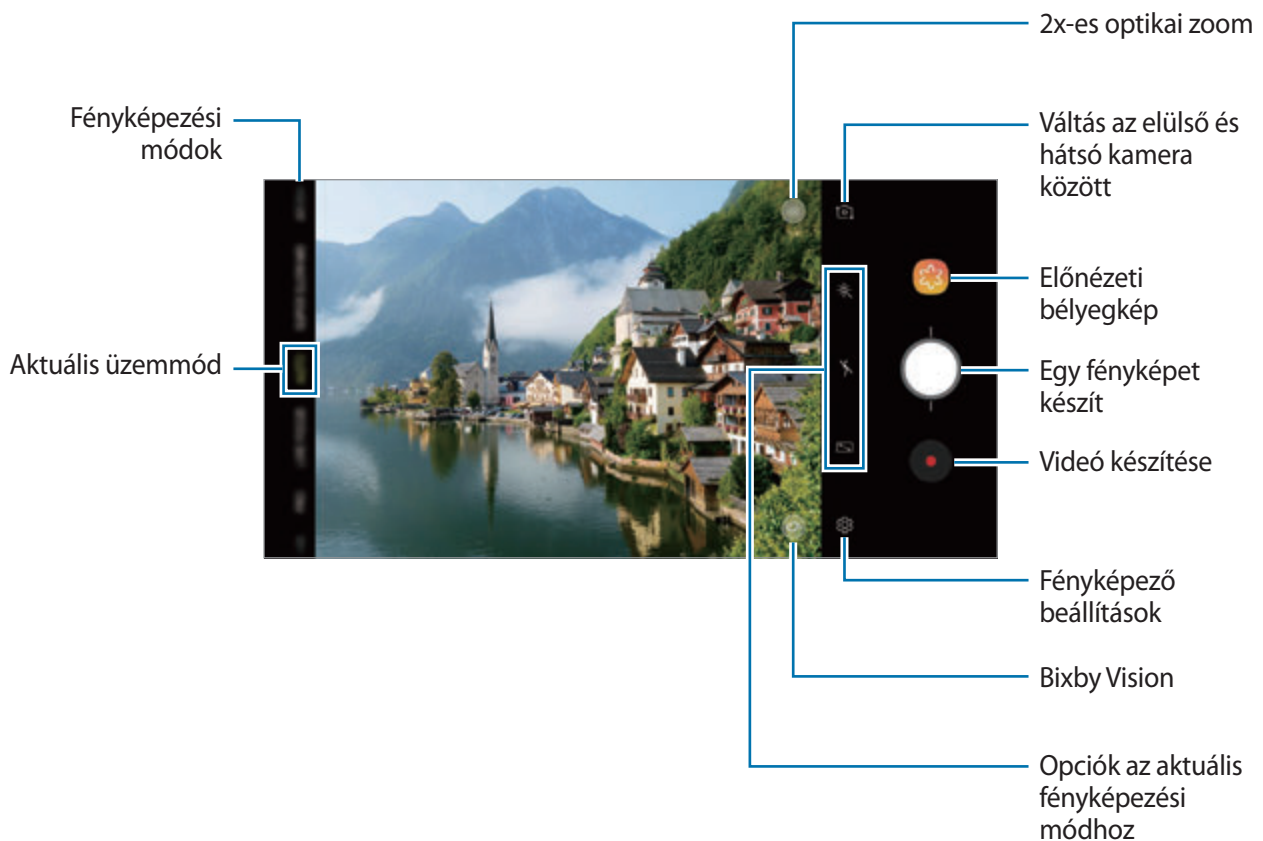 2x-es optikai zoom
Fényképezési
módok
Váltás az elülső és
hátsó kamera
között
Előnézeti
bélyegkép
Aktuális üzemmód
Egy fényképet
készít
Videó készítése
Fényképező
beállítások
Bixby Vision
Opciók az aktuális
fényképezési
módhoz